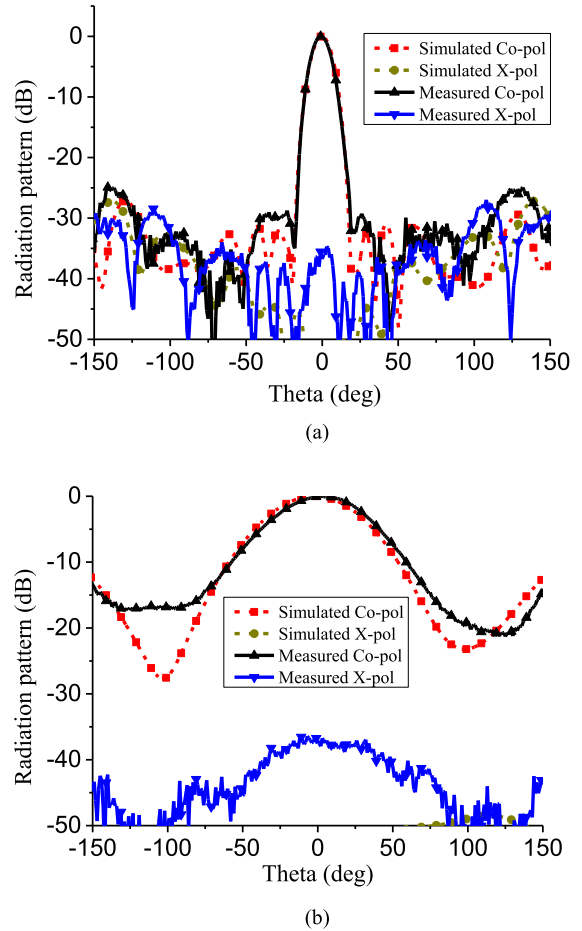 0
-10
-20
-30
-40
-50
Radiation pattern (dB)
Simulated Co-pol
Simulated X-pol
Measured Co-pol
Measured X-pol
-150 -100 -50 0 50 100 150
Theta (deg)
(a)
0
-10
-20
-30
-40
-50
Radiation pattern (dB)
Simulated Co-pol
Simulated X-pol
Measured Co-pol
Measured X-pol
-150 -100 -50 0 50 100 150
Theta (deg)
(b)